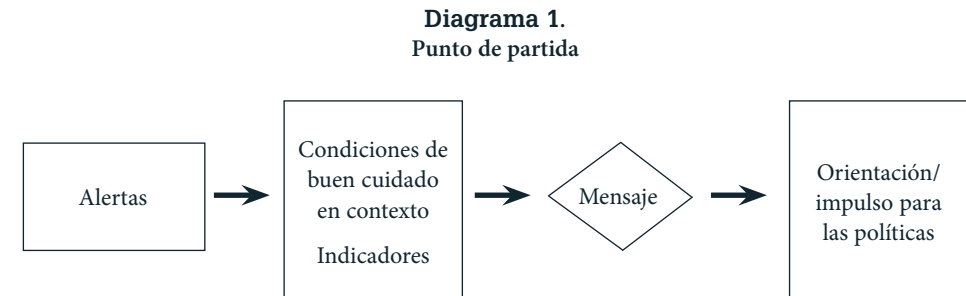 Diagrama 1.
Punto de partida
Alertas
Condiciones de
buen cuidado
en contexto
Indicadores
Mensaje
Orientación/
impulso para
las políticas